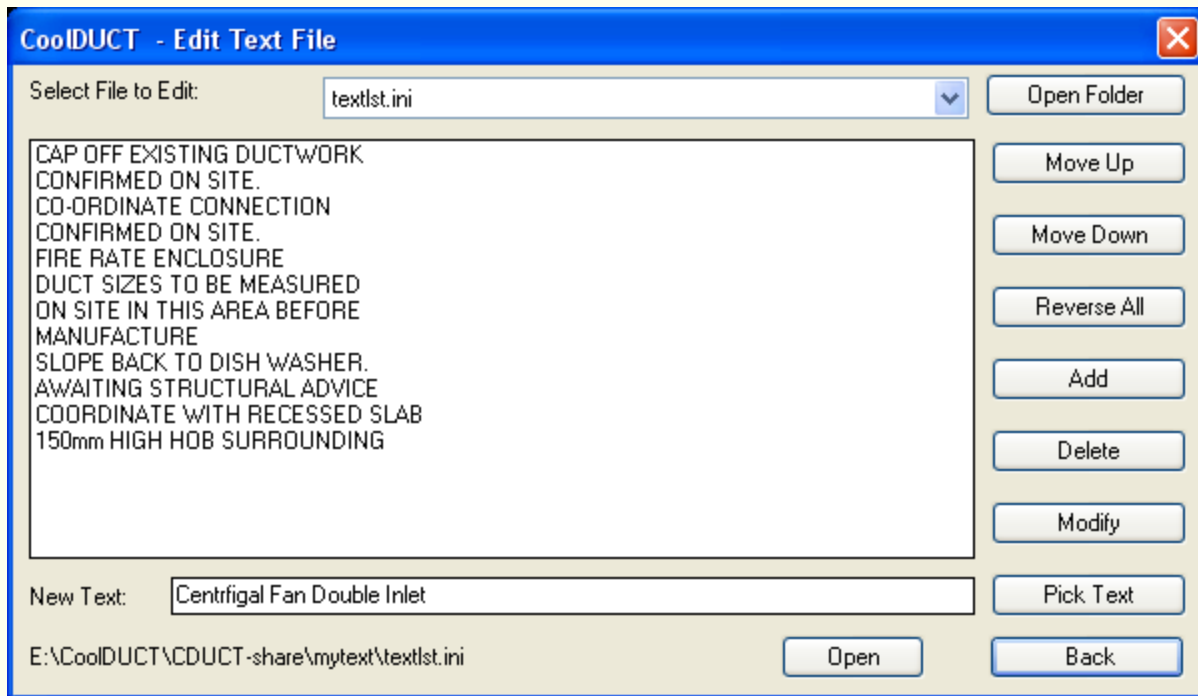 CoolDUCT - Edit Text File
Select File to Edit:
textlst.ini
Open Folder
CAP OFF EXISTING DUCTWORK
CONFIRMED ON SITE.
CO-ORDINATE CONNECTION
CONFIRMED ON SITE.
FIRE RATE ENCLOSURE
DUCT SIZES TO BE MEASURED
ON SITE IN THIS AREA BEFORE
MANUFACTURE
SLOPE BACK TO DISH WASHER.
AWAITING STRUCTURAL ADVICE
COORDINATE WITH RECESSED SLAB
150mm HIGH HOB SURROUNDING
Move Up
Move Down
Reverse All
Add
Delete
Modify
New Text:
Centrfigal Fan Double Inlet
Pick Text
E:\CoolDUCT\CDUCT-share\mytext\textlst.ini
Open
Back